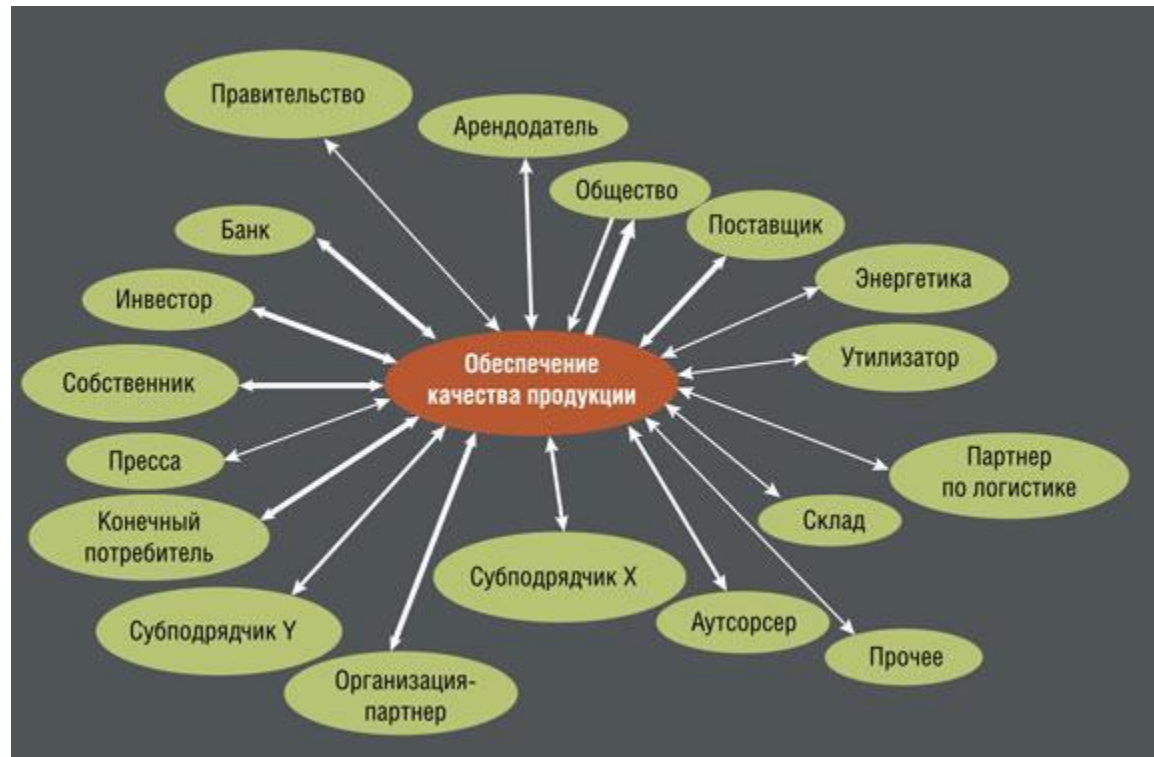 Правительство
Арендодатель
Общество
Поставщик
Банк
Энергетика
Инвестор
Утилизатор
Обеспечение
качества продукции
Собственник
Пресса
Партнер
по логистике
Конечный
потребитель
Склад
Субподрядчик X
Субподрядчик Y
Аутсорсер
Прочее
Организация-
партнер